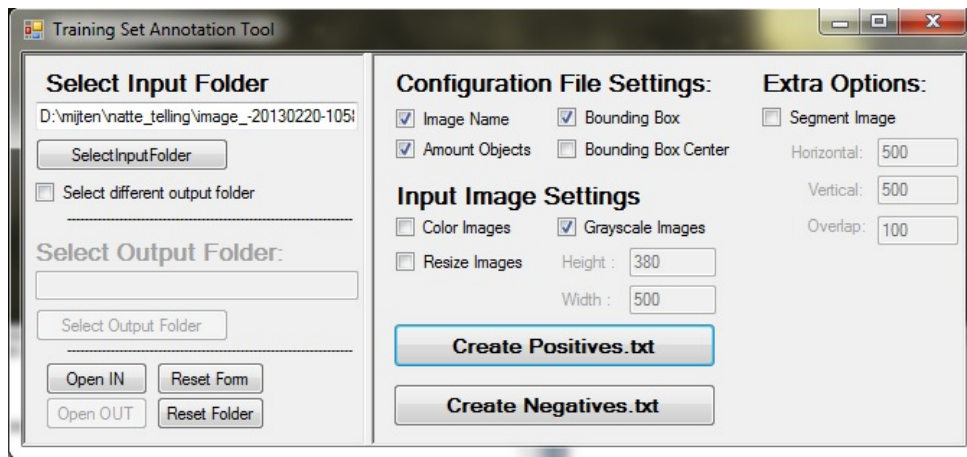 Training Set Annotation Tool
Select Input Folder
D:\mijten\natte_telling\image_-20130220-105
SelectInputFolder
Select different output folder
Select Output Folder:
Select Output Folder
Open IN
Reset Form
Open OUT
Reset Folder
Configuration File Settings:
Image Name
Bounding Box
Amount Objects
Bounding Box Center
Input Image Settings
Color Images
Grayscale Images
Resize Images
Height :
380
Width :
500
Create Positives.txt
Create Negatives.txt
Extra Options:
Segment Image
Horizontal:
500
Vertical:
500
Overlap:
100